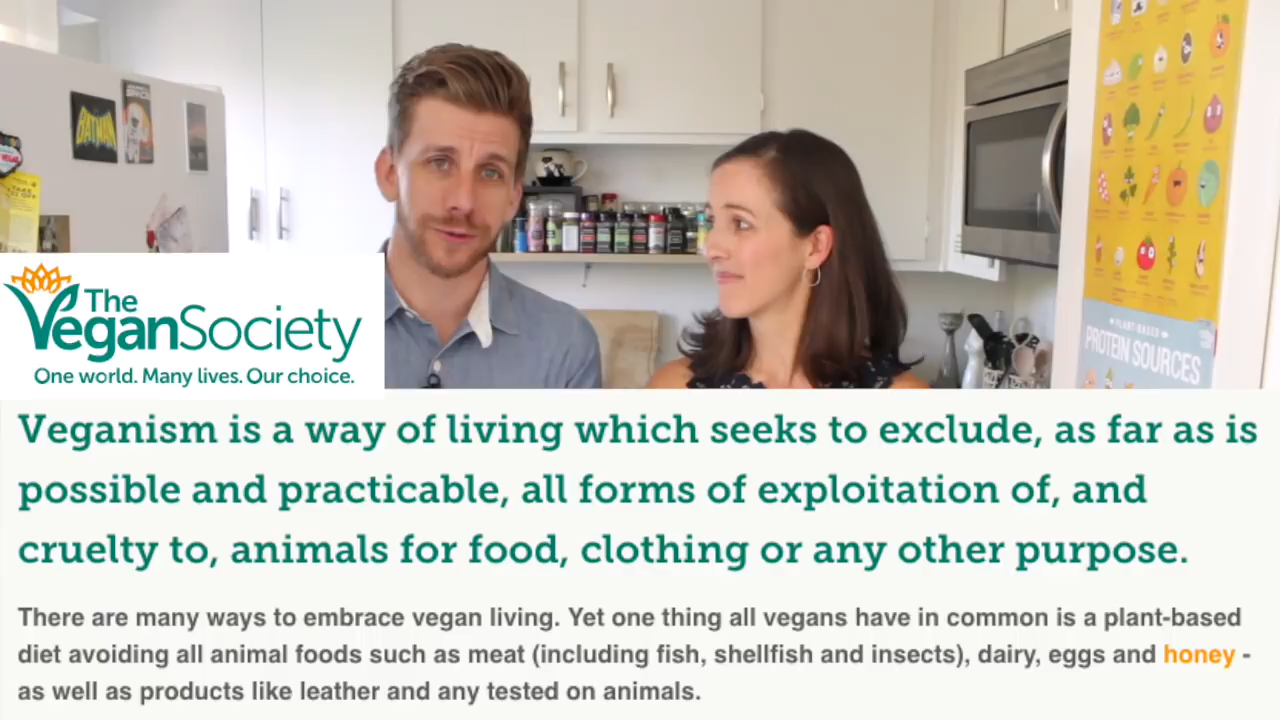 BATMAN
SPACE
The
VeganSociety
One world. Many lives. Our choice.
PLANT-BASED
PROTEIN SOURCES
Veganism is a way of living which seeks to exclude, as far as is
possible and practicable, all forms of exploitation of, and
cruelty to, animals for food, clothing or any other purpose.
There are many ways to embrace vegan living. Yet one thing all vegans have in common is a plant-based
diet avoiding all animal foods such as meat (including fish, shellfish and insects), dairy, eggs and honey -
as well as products like leather and any tested on animals.